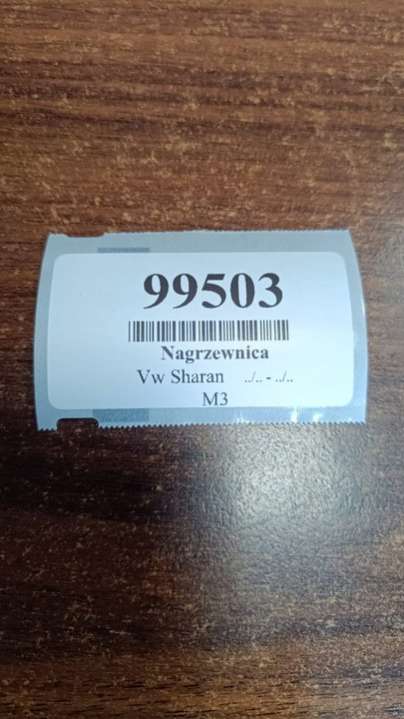 99503
Nagrzewnica
Vw Sharan ../.. - ../..
M3